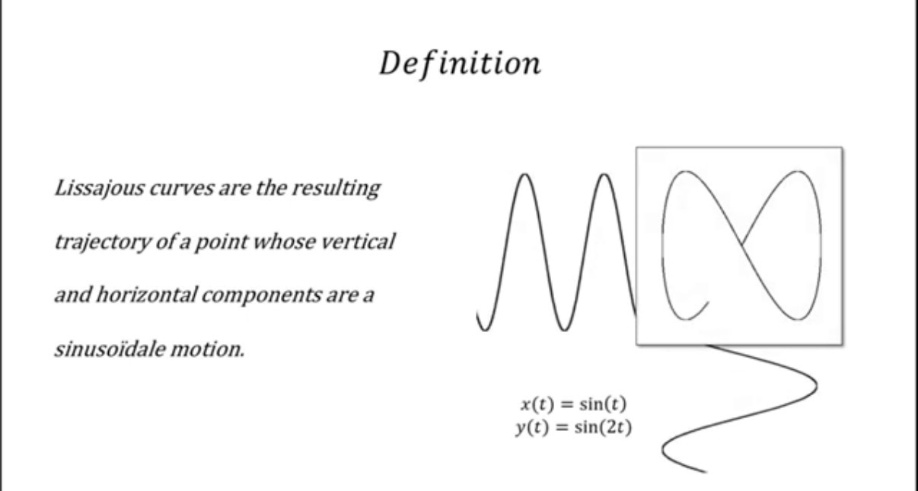 Definition
Lissajous curves are the resulting
trajectory of a point whose vertical
and horizontal components are a
sinusoïdale motion.
x(t) = sin(t)
y(t) = sin(2t)